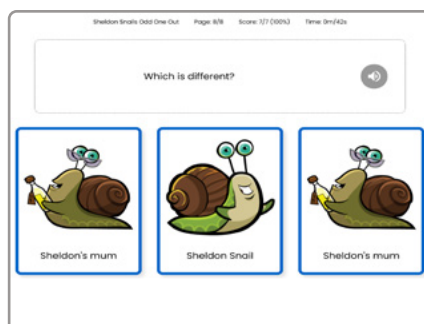 Sheldon Snails Odd One Out Page: 8/8 Score: 7/7 (100%) Time: 0m/42s
Which is different?
Sheldon's mum Sheldon Snail Sheldon's mum